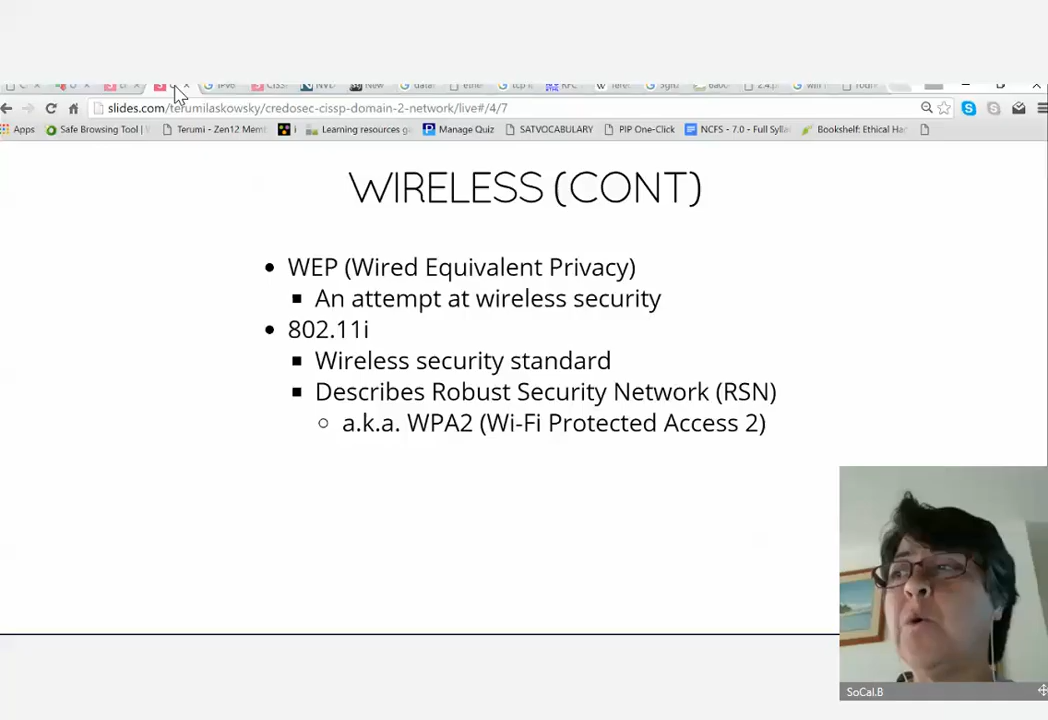 slides.com/terumilaskowsky/credosec-cissp-domain-2-network/live#/4/7
Apps Safe Browsing Tool | Terumi - Zen12 Memb Learning resources Manage Quiz SATVOCABULARY PIP One-Click NCFS - 7.0 - Full Sylla Bookshelf: Ethical Ha
WIRELESS (CONT)
• WEP (Wired Equivalent Privacy)
▪ An attempt at wireless security
• 802.11i
▪ Wireless security standard
▪ Describes Robust Security Network (RSN)
○ a.k.a. WPA2 (Wi-Fi Protected Access 2)
SoCal.B